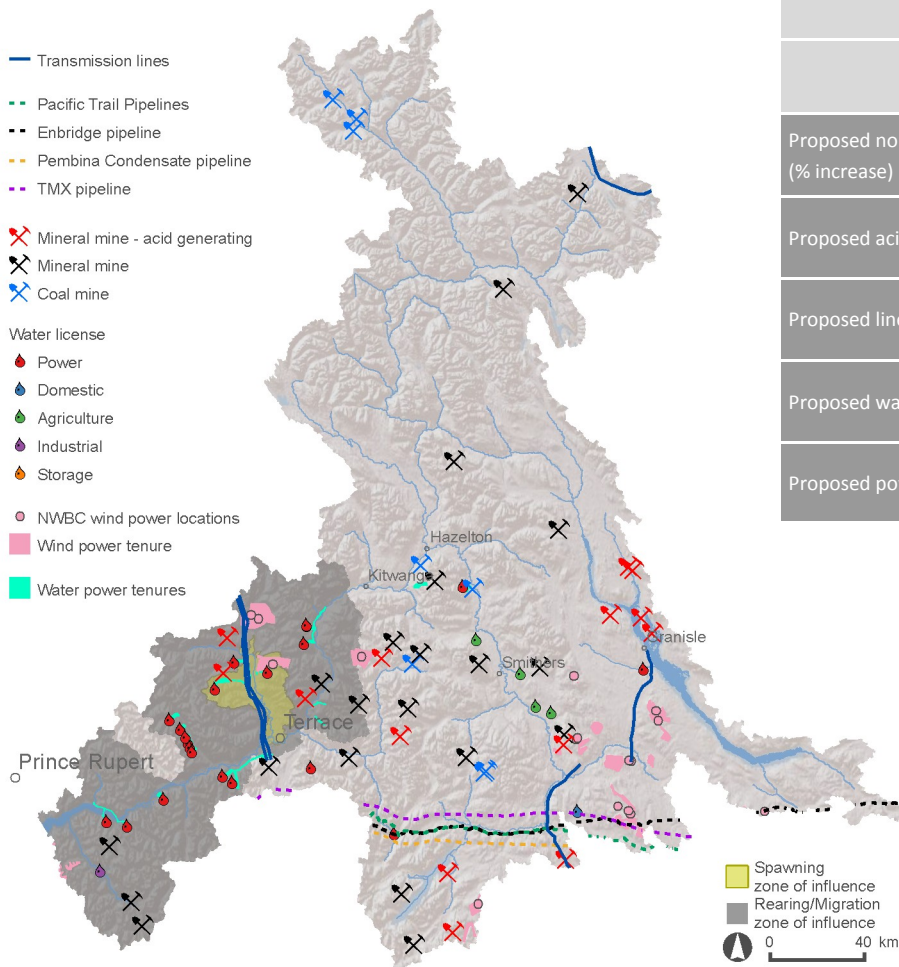 Transmission lines
Pacific Trail Pipelines
Enbridge pipeline
Pembina Condensate pipeline
TMX pipeline
Mineral mine - acid generating
Mineral mine
Coal mine
Water license
Power
Domestic
Agriculture
Industrial
Storage
NWBC wind power locations
Wind power tenure
Water power tenures
Proposed no
(% increase)
Proposed aci
Proposed line
Proposed wa
Proposed po
Hazelton
Kitwanga
Granisle
Smithers
Terrace
Prince Rupert
Spawning
zone of influence
Rearing/Migration
zone of influence
0 40 km